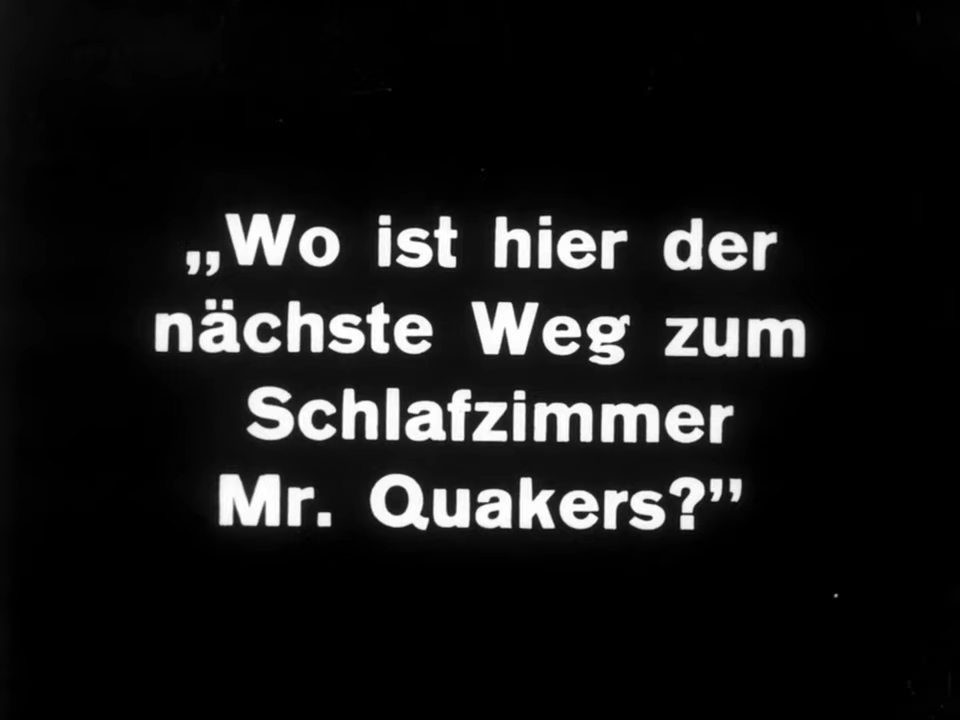 „Wo ist hier der
nächste Weg zum
Schlafzimmer
Mr. Quakers?”